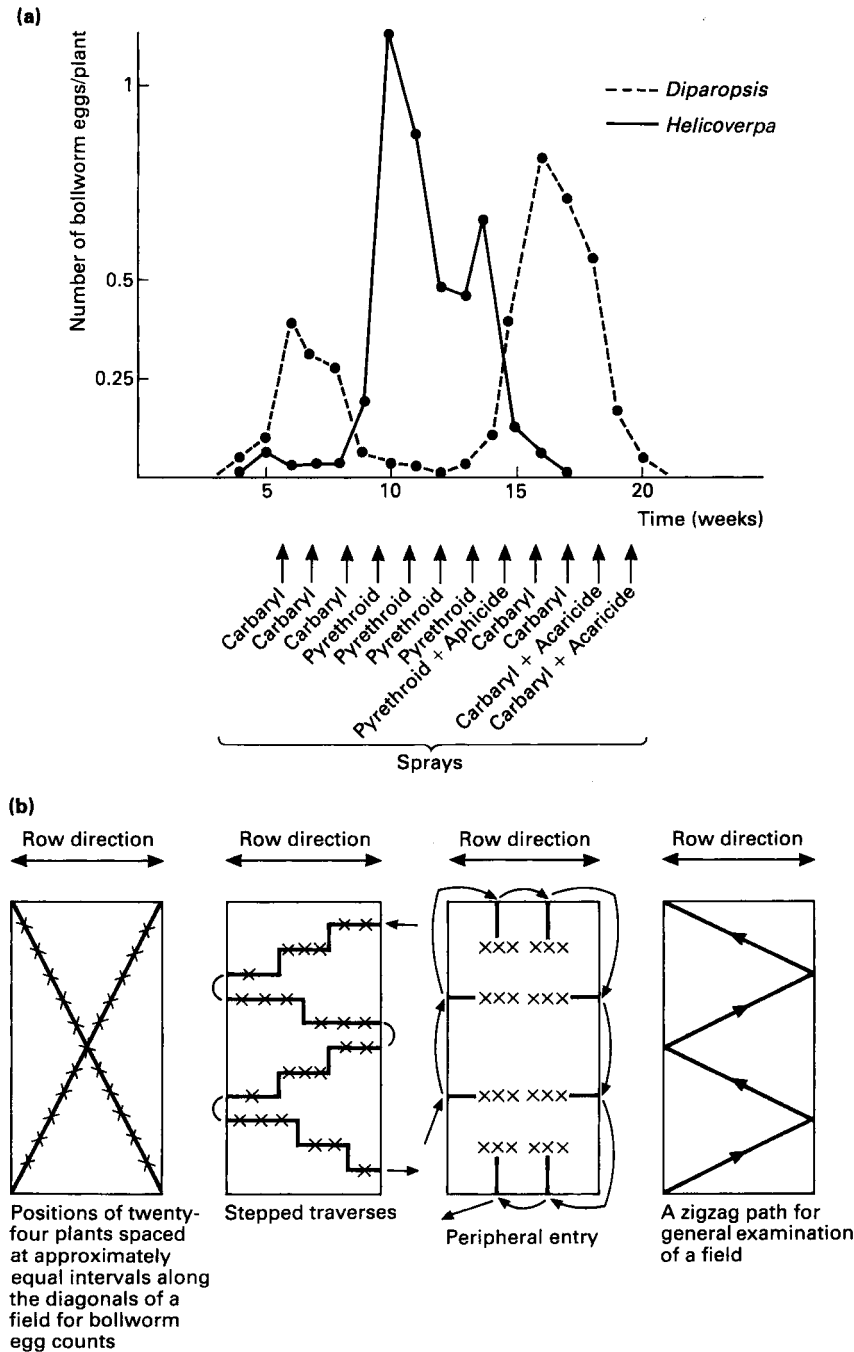 (a)
Number of bollworm eggs/plant
1
0.5
0.25
Diparopsis
Helicoverpa
5
10
15
20
Time (weeks)
Carbaryl
Carbaryl
Carbaryl
Pyrethroid
Pyrethroid
Pyrethroid
Pyrethroid
Pyrethroid + Aphicide
Carbaryl
Carbaryl
Carbaryl + Acaricide
Carbaryl + Acaricide
Sprays
(b)
Row direction
Row direction
Row direction
Row direction
Positions of twenty-
four plants spaced
at approximately
equal intervals along
the diagonals of a
field for bollworm
egg counts
Stepped traverses
Peripheral entry
A zigzag path for
general examination
of a field